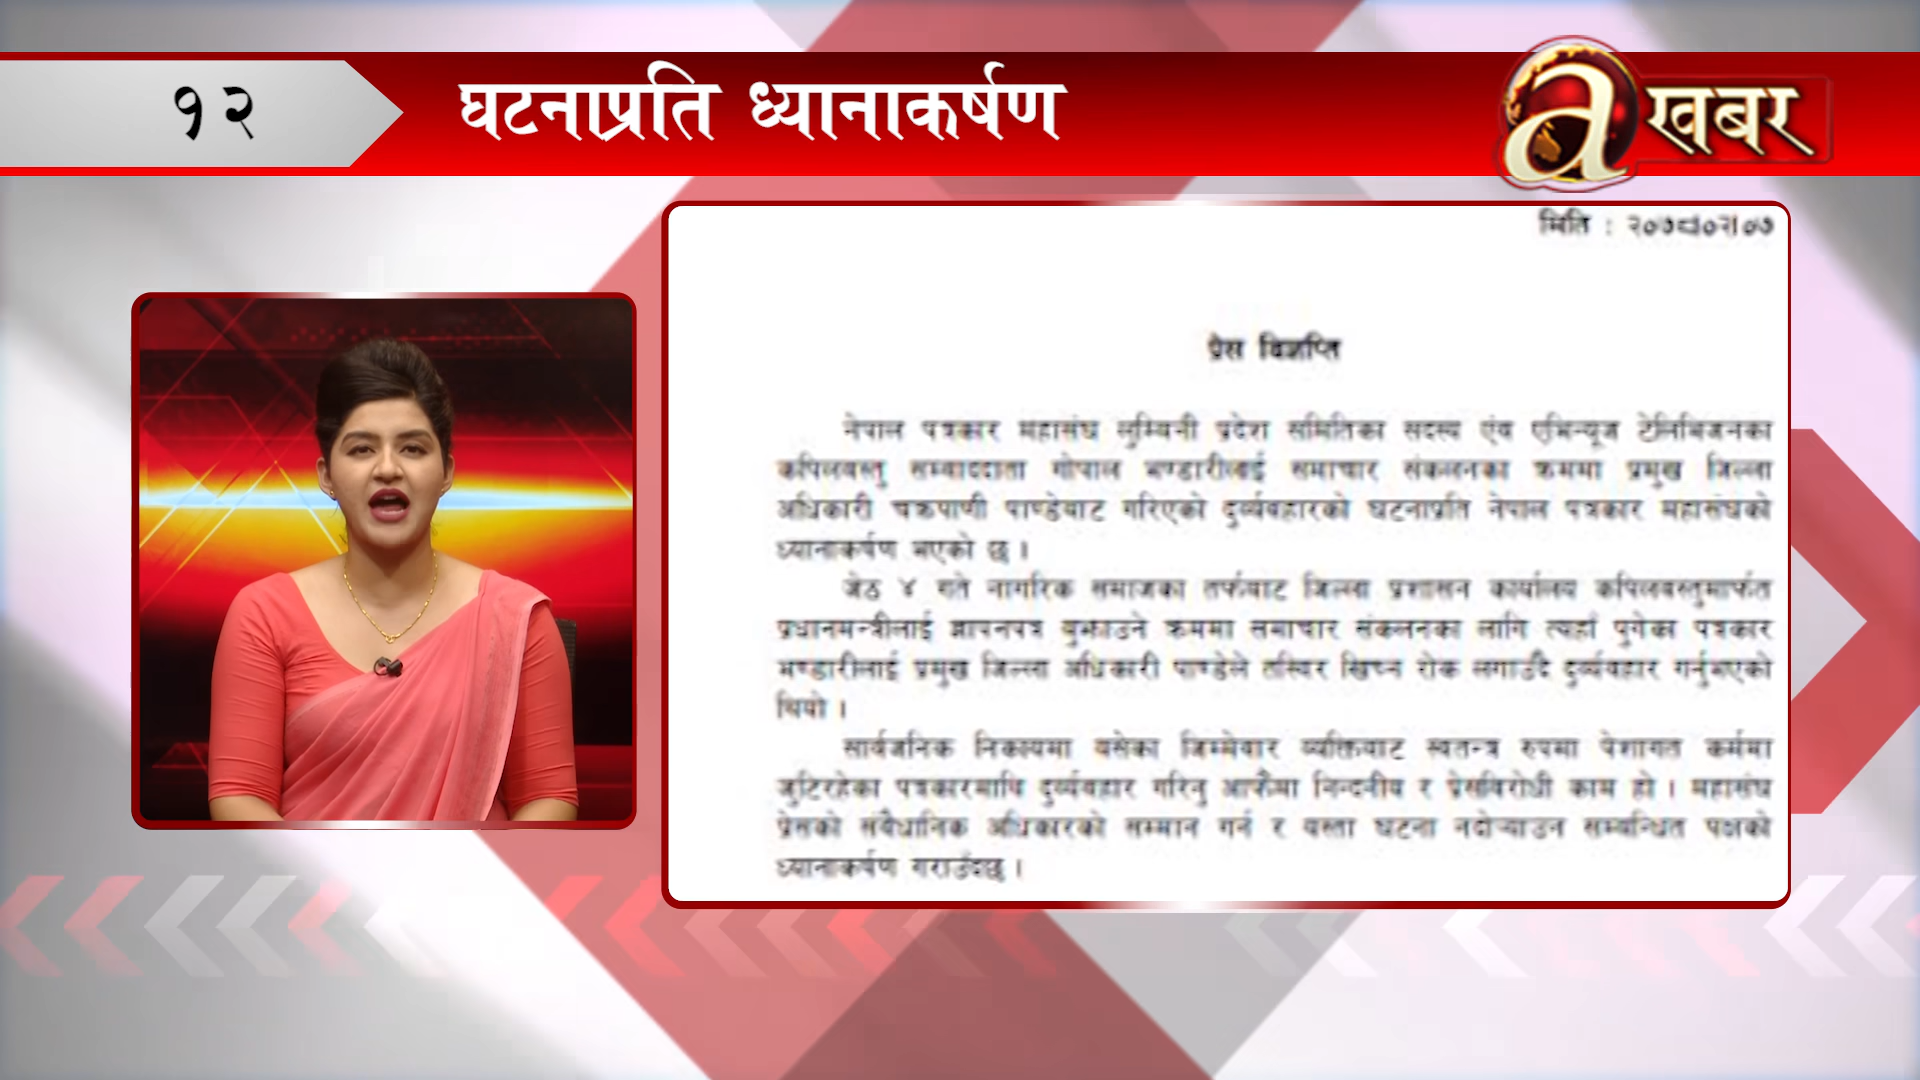 १२
घटनाप्रति ध्यानाकर्षण
a खबर
मिति : २०७८।०२।०७
प्रेस विज्ञप्ति
नेपाल पत्रकार महासंघ लुम्बिनी प्रदेश समितिका सदस्य एंव एभिन्यूज टेलिभिजनका
कपिलवस्तु सम्वाददाता गोपाल भण्डारीलाई समाचार संकलनका क्रममा प्रमुख जिल्ला
अधिकारी चक्रपाणी पाण्डेबाट गरिएको दुर्व्यवहारको घटनाप्रति नेपाल पत्रकार महासंघको
ध्यानाकर्षण भएको छ ।
जेठ ४ गते नागरिक समाजका तर्फबाट जिल्ला प्रशासन कार्यालय कपिलवस्तुमार्फत
प्रधानमन्त्रीलाई ज्ञापनपत्र बुझाउने क्रममा समाचार संकलनका लागि त्यहाँ पुगेका पत्रकार
भण्डारीलाई प्रमुख जिल्ला अधिकारी पाण्डेले तस्विर खिच्न रोक लगाउँदै दुर्व्यवहार गर्नुभएको
थियो ।
सार्वजनिक निकायमा बसेका जिम्मेवार व्यक्तिबाट स्वतन्त्र रुपमा पेशागत कर्ममा
जुटिरहेका पत्रकारमाथि दुर्व्यवहार गरिनु आफैँमा निन्दनीय र प्रेसविरोधी काम हो । महासंघ
प्रेसको संवैधानिक अधिकारको सम्मान गर्न र यस्ता घटना नदोऱ्याउन सम्बन्धित पक्षको
ध्यानाकर्षण गराउँदछ ।